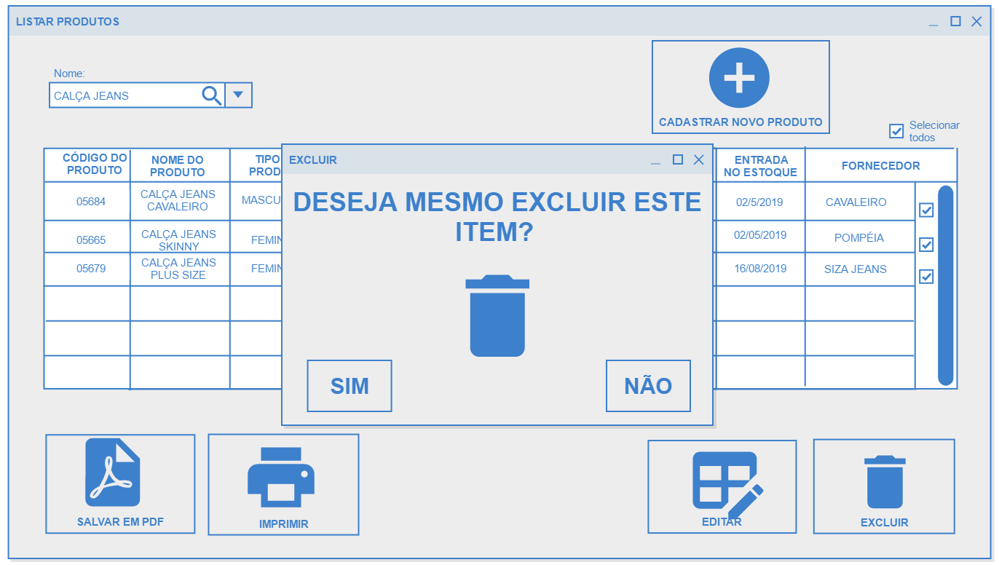 LISTAR PRODUTOS
Nome:
CALÇA JEANS
CADASTRAR NOVO PRODUTO
Selecionar
todos
CÓDIGO DO
PRODUTO
NOME DO
PRODUTO
TIPO
PROD
ENTRADA
NO ESTOQUE
FORNECEDOR
05684
CALÇA JEANS
CAVALEIRO
MASCU
02/5/2019
CAVALEIRO
05665
CALÇA JEANS
SKINNY
FEMIN
02/05/2019
POMPÉIA
05679
CALÇA JEANS
PLUS SIZE
FEMIN
16/08/2019
SIZA JEANS
EXCLUIR
DESEJA MESMO EXCLUIR ESTE
ITEM?
SIM
NÃO
SALVAR EM PDF
IMPRIMIR
EDITAR
EXCLUIR